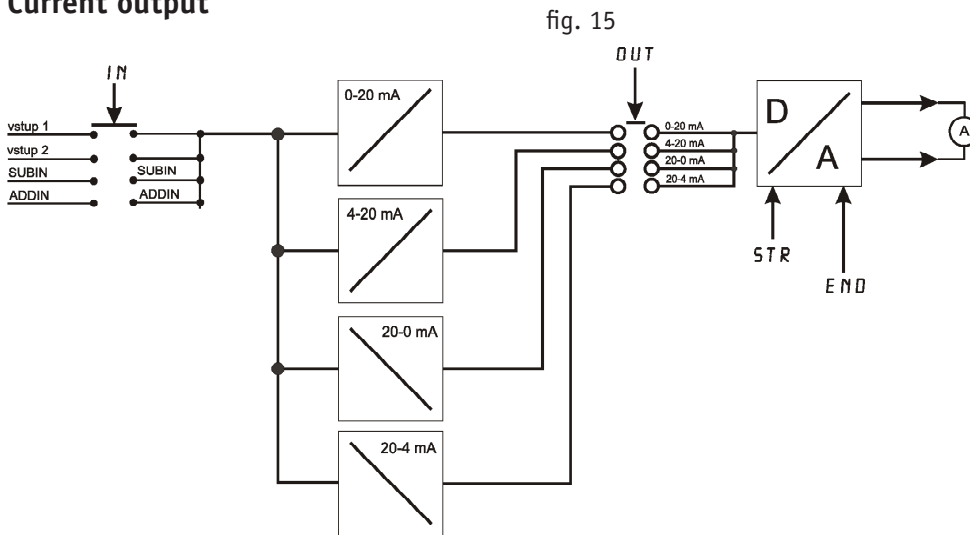 Current output
fig. 15
IN
OUT
vstup 1
vstup 2
SUBIN
ADDIN
SUBIN
ADDIN
0-20 mA
4-20 mA
20-0 mA
20-4 mA
0-20 mA
4-20 mA
20-0 mA
20-4 mA
D
A
A
STR
END